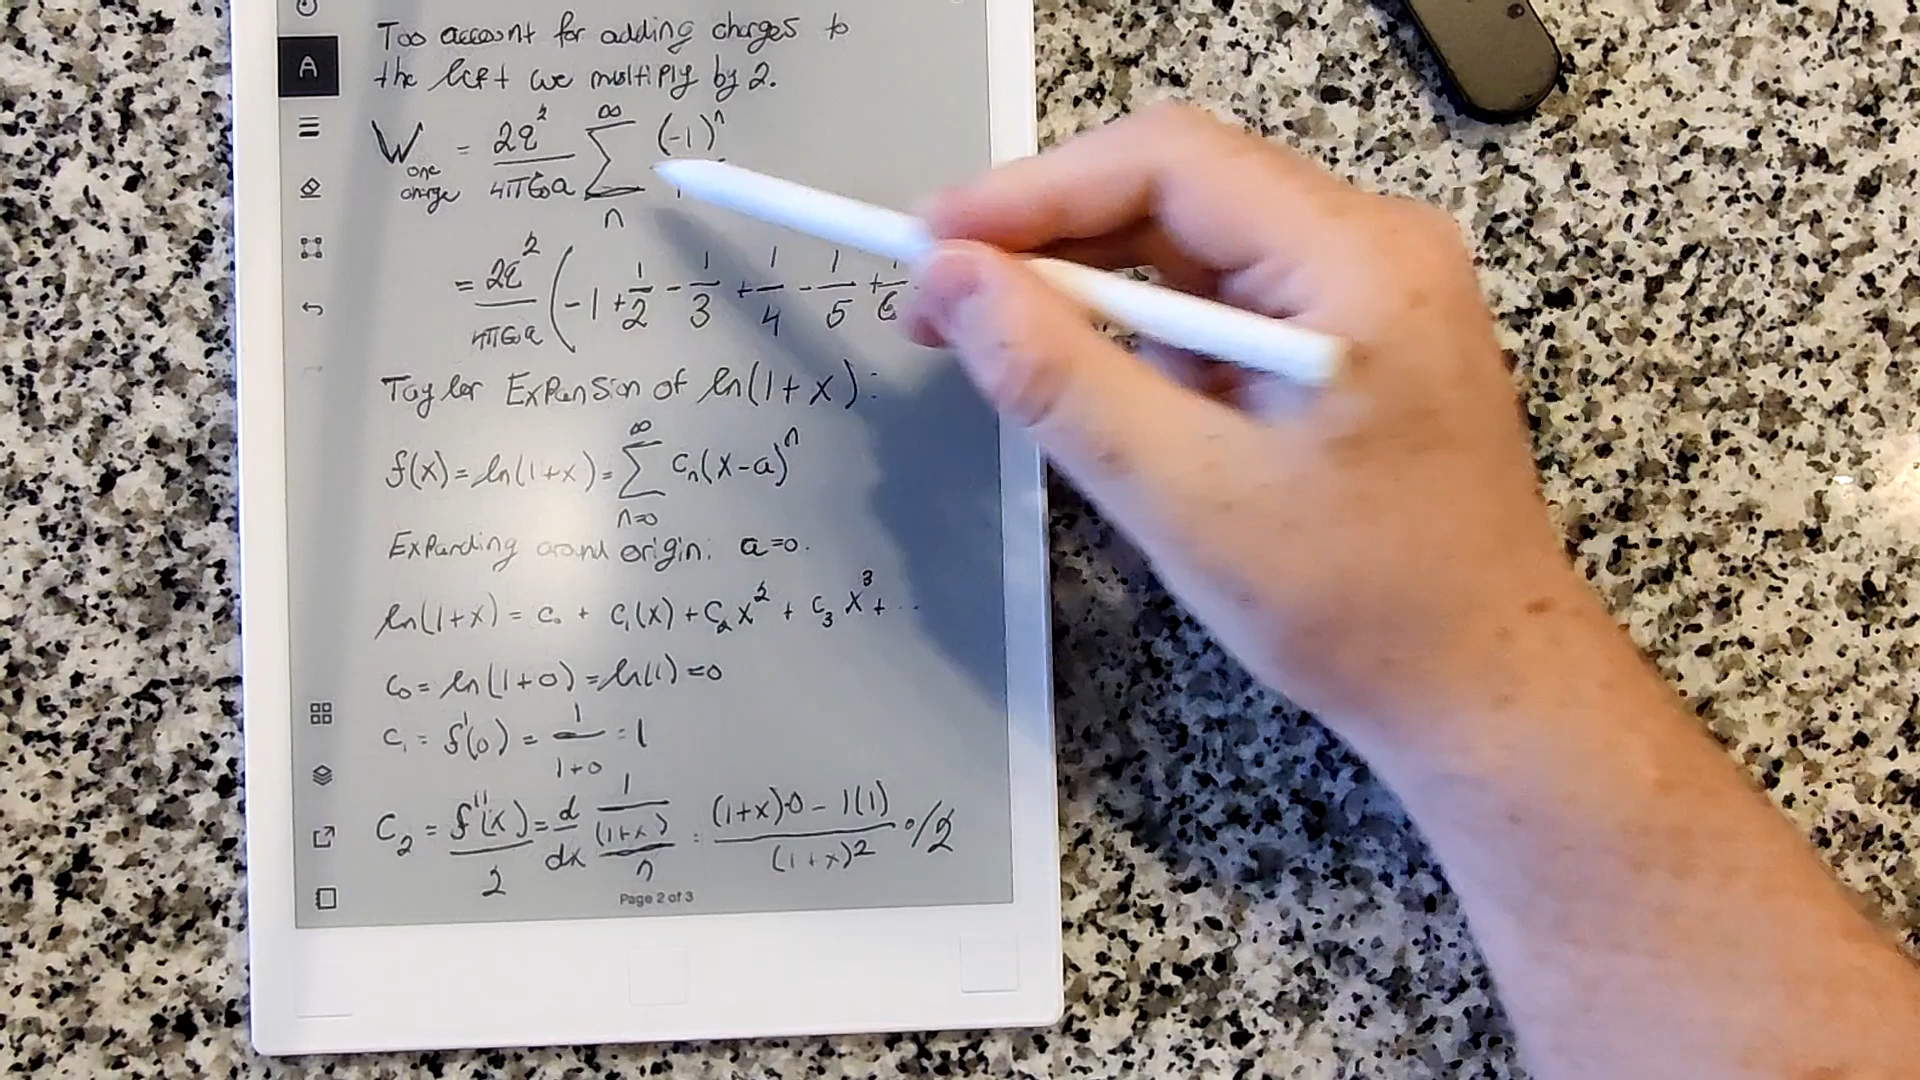 Too account for adding charges to
the left we multiply by 2.
W one charge = 2q² / 4πε₀a ∑ ∞ n (-1)ⁿ
= 2q² / 4πε₀a ( -1 + 1/2 - 1/3 + 1/4 - 1/5 + 1/6
Taylor Expansion of ln(1+x):
f(x) = ln(1+x) = ∑ ∞ n=0 cₙ(x-a)ⁿ
Expanding around origin: a=0.
ln(1+x) = c₀ + c₁(x) + c₂x² + c₃x³ + ...
c₀ = ln(1+0) = ln(1) = 0
c₁ = f'(0) = 1 / 1+0 = 1
C₂ = f''(x) / 2 = d/dx 1 / (1+x) / n = (1+x)·0 - 1(1) / (1+x)² · /2
Page 2 of 3